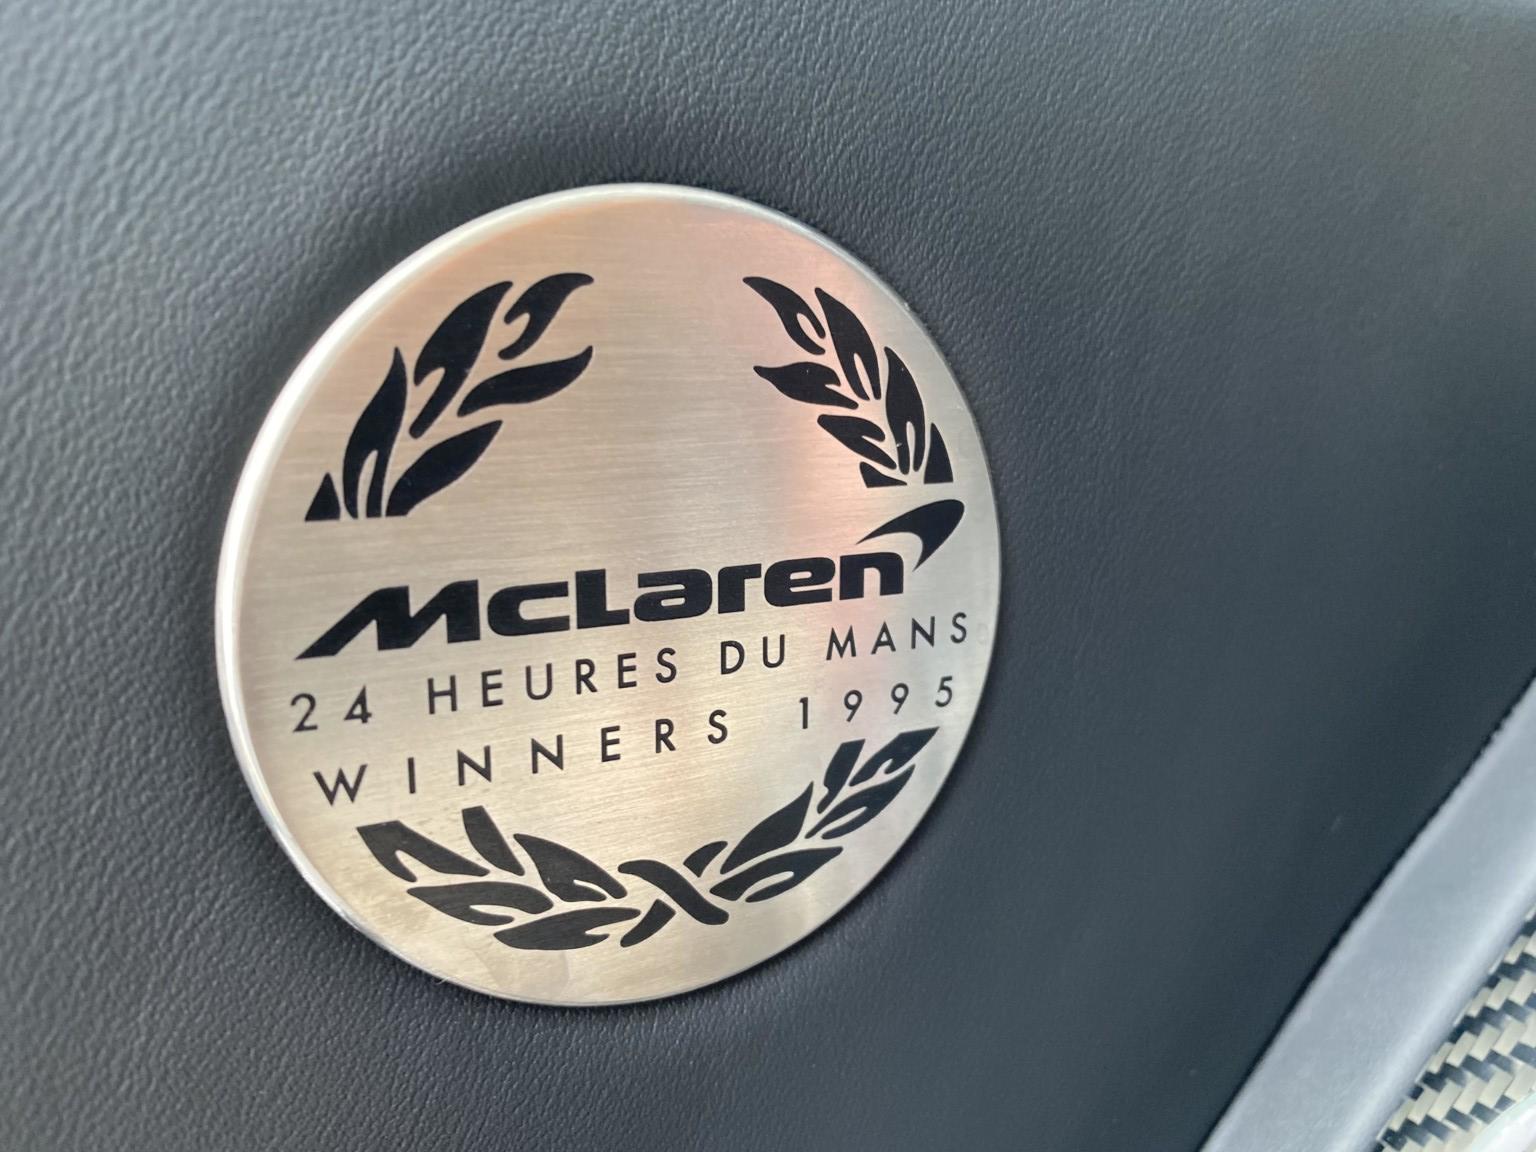 McLaren
24 HEURES DU MANS
WINNERS 1995